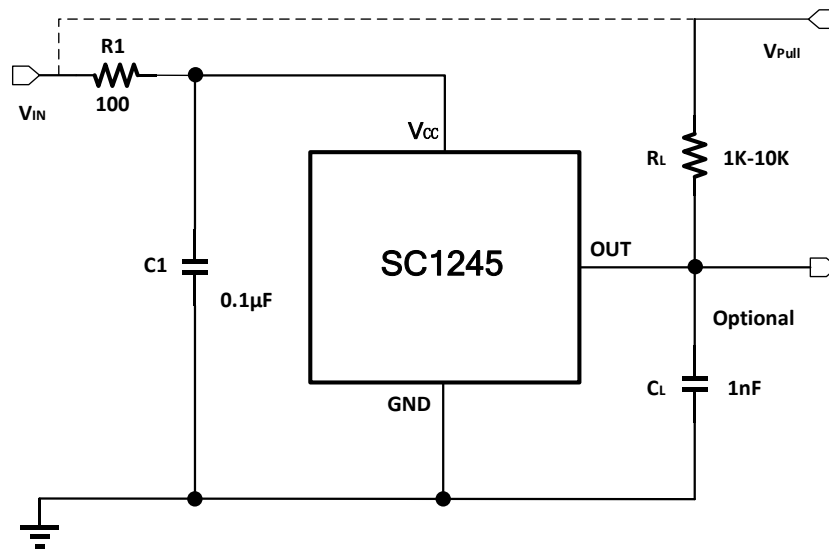 R1
VPull
VIN
100
VCC
RL
1K-10K
OUT
SC1245
C1
0.1µF
Optional
GND
CL
1nF